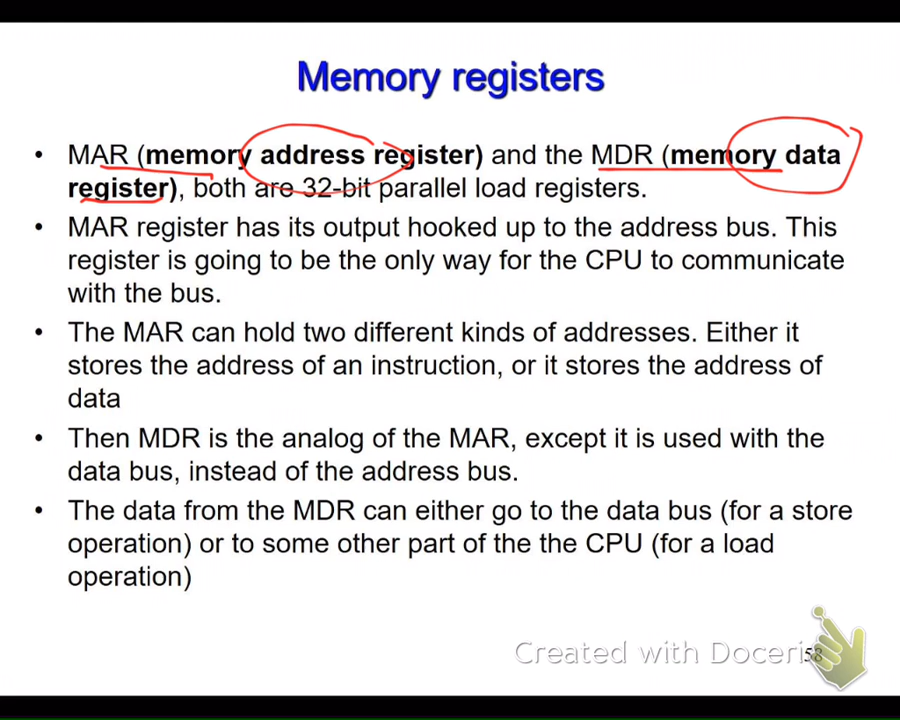 Memory registers
• MAR (memory address register) and the MDR (memory data
register), both are 32-bit parallel load registers.
• MAR register has its output hooked up to the address bus. This
register is going to be the only way for the CPU to communicate
with the bus.
• The MAR can hold two different kinds of addresses. Either it
stores the address of an instruction, or it stores the address of
data
• Then MDR is the analog of the MAR, except it is used with the
data bus, instead of the address bus.
• The data from the MDR can either go to the data bus (for a store
operation) or to some other part of the the CPU (for a load
operation)
Created with Doceri
58